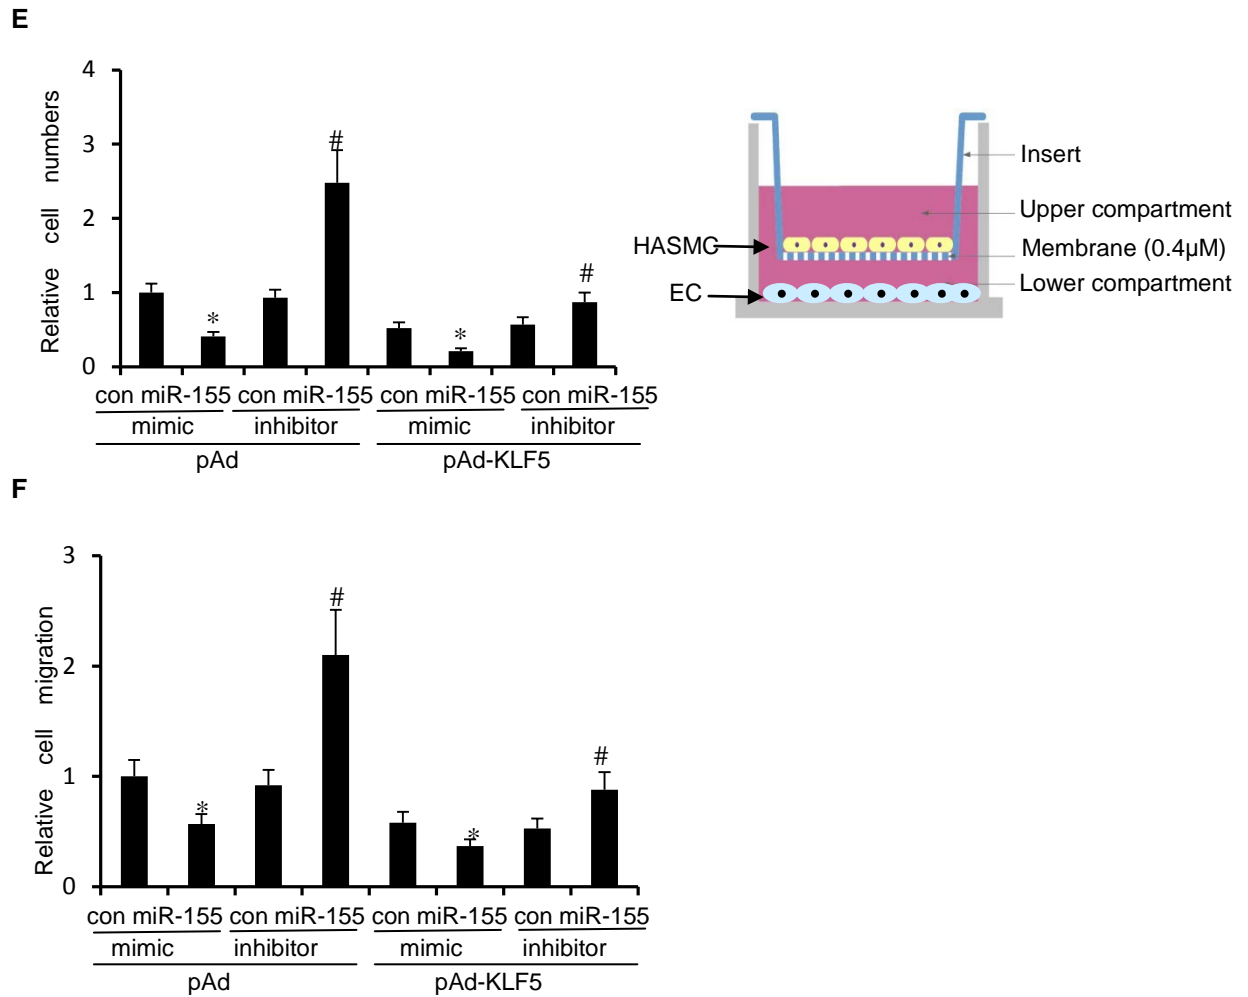 E
4
3
2
1
0
Relative cell numbers
*
#
*
#
con miR-155 con miR-155 con miR-155 con miR-155
mimic inhibitor mimic inhibitor
pAd pAd-KLF5
Insert
Upper compartment
HASMC
Membrane (0.4µM)
EC
Lower compartment
F
3
2
1
0
Relative cell migration
*
#
*
#
con miR-155 con miR-155 con miR-155 con miR-155
mimic inhibitor mimic inhibitor
pAd pAd-KLF5